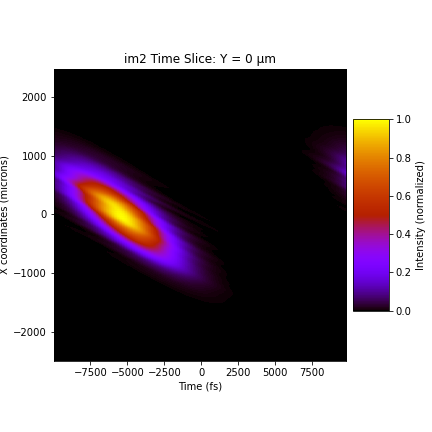 im2 Time Slice: Y = 0 μm
X coordinates (microns)
2000
1000
0
−1000
−2000
−7500 −5000 −2500 0 2500 5000 7500
Time (fs)
1.0
0.8
0.6
0.4
0.2
0.0
Intensity (normalized)